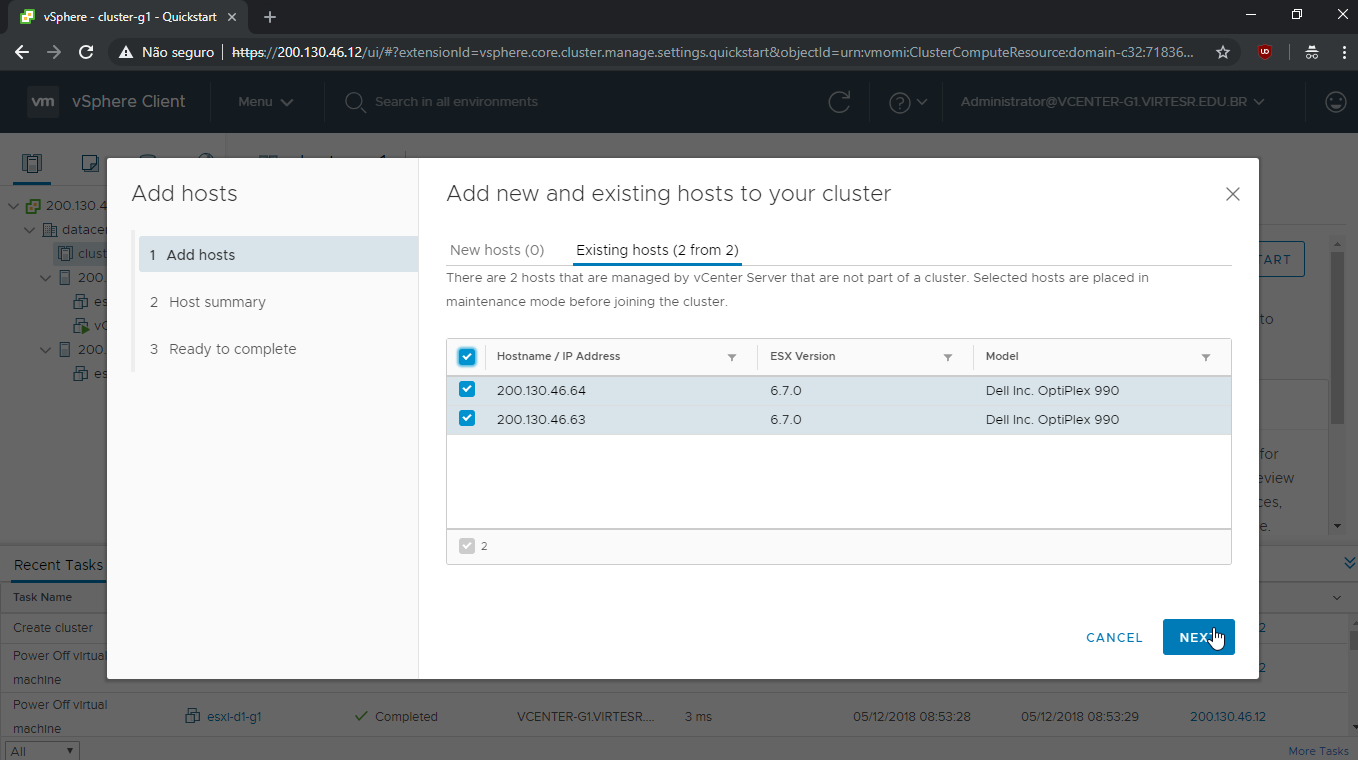 vSphere - cluster-g1 - Quickstart
Não seguro | https://200.130.46.12/ui/#?extensionId=vsphere.core.cluster.manage.settings.quickstart&objectId=urn:vmomi:ClusterComputeResource:domain-c32:71836...
vm vSphere Client Menu Search in all environments Administrator@VCENTER-G1.VIRTESR.EDU.BR
Add hosts
1 Add hosts
2 Host summary
3 Ready to complete
Add new and existing hosts to your cluster
New hosts (0) Existing hosts (2 from 2)
There are 2 hosts that are managed by vCenter Server that are not part of a cluster. Selected hosts are placed in
maintenance mode before joining the cluster.
Hostname / IP Address ESX Version Model
200.130.46.64 6.7.0 Dell Inc. OptiPlex 990
200.130.46.63 6.7.0 Dell Inc. OptiPlex 990
2
CANCEL NEXT
200.130.4
datacen
clust
200.
es
vC
200.
es
ART
to
for
eview
ces,
e.
Recent Tasks
Task Name
Create cluster 2
Power Off virtual
machine 2
Power Off virtual
machine esxi-d1-g1 Completed VCENTER-G1.VIRTESR.... 3 ms 05/12/2018 08:53:28 05/12/2018 08:53:29 200.130.46.12
All More Tasks